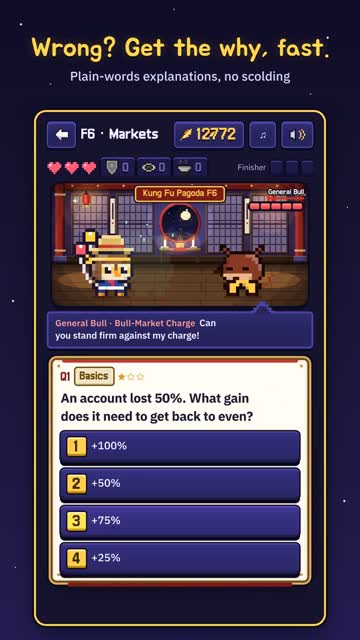 Wrong? Get the why, fast.
Plain-words explanations, no scolding
F6 · Markets
12772
0
0
0
Finisher
Kung Fu Pagoda F6
General Bull
General Bull · Bull-Market Charge Can
you stand firm against my charge!
Q1 Basics ★☆☆
An account lost 50%. What gain
does it need to get back to even?
1 +100%
2 +50%
3 +75%
4 +25%